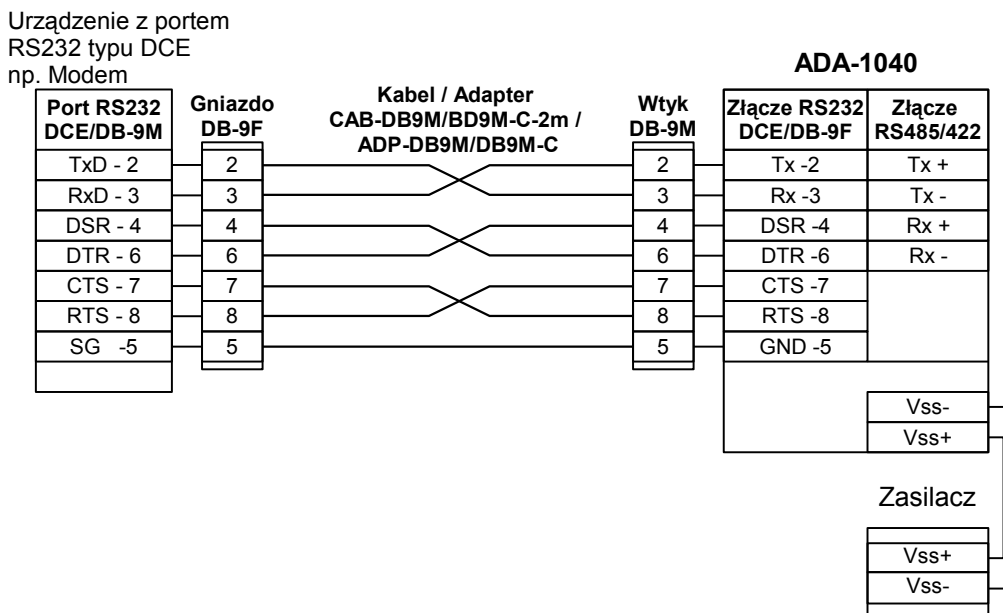 Urządzenie z portem
RS232 typu DCE
np. Modem
ADA-1040
Port RS232
DCE/DB-9M
Gniazdo
DB-9F
Kabel / Adapter
CAB-DB9M/BD9M-C-2m /
ADP-DB9M/DB9M-C
Wtyk
DB-9M
Złącze RS232
DCE/DB-9F
Złącze
RS485/422
TxD - 2 2 2 Tx -2 Tx +
RxD - 3 3 3 Rx -3 Tx -
DSR - 4 4 4 DSR -4 Rx +
DTR - 6 6 6 DTR -6 Rx -
CTS - 7 7 7 CTS -7
RTS - 8 8 8 RTS -8
SG -5 5 5 GND -5
Vss-
Vss+
Zasilacz
Vss+
Vss-